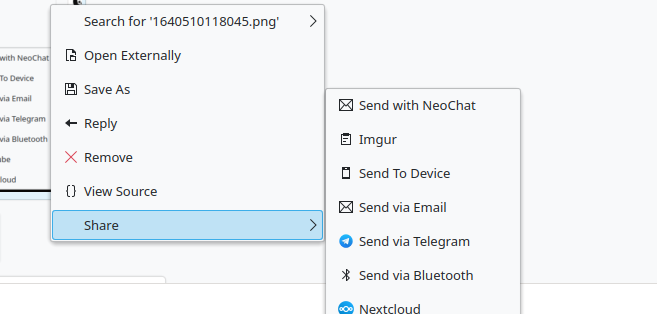 Search for '1640510118045.png'
Open Externally
Save As
Reply
Remove
View Source
Share
with NeoChat
To Device
via Email
via Telegram
via Bluetooth
loud
Send with NeoChat
Imgur
Send To Device
Send via Email
Send via Telegram
Send via Bluetooth
Nextcloud